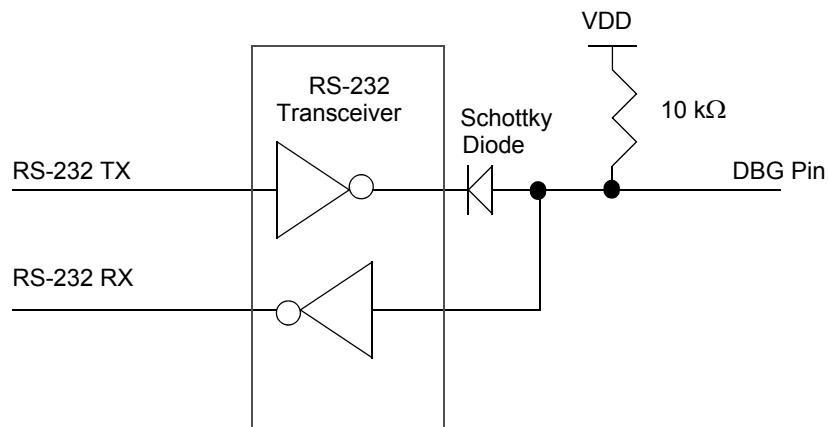 VDD
RS-232
Transceiver
Schottky
Diode
10 kΩ
RS-232 TX
DBG Pin
RS-232 RX